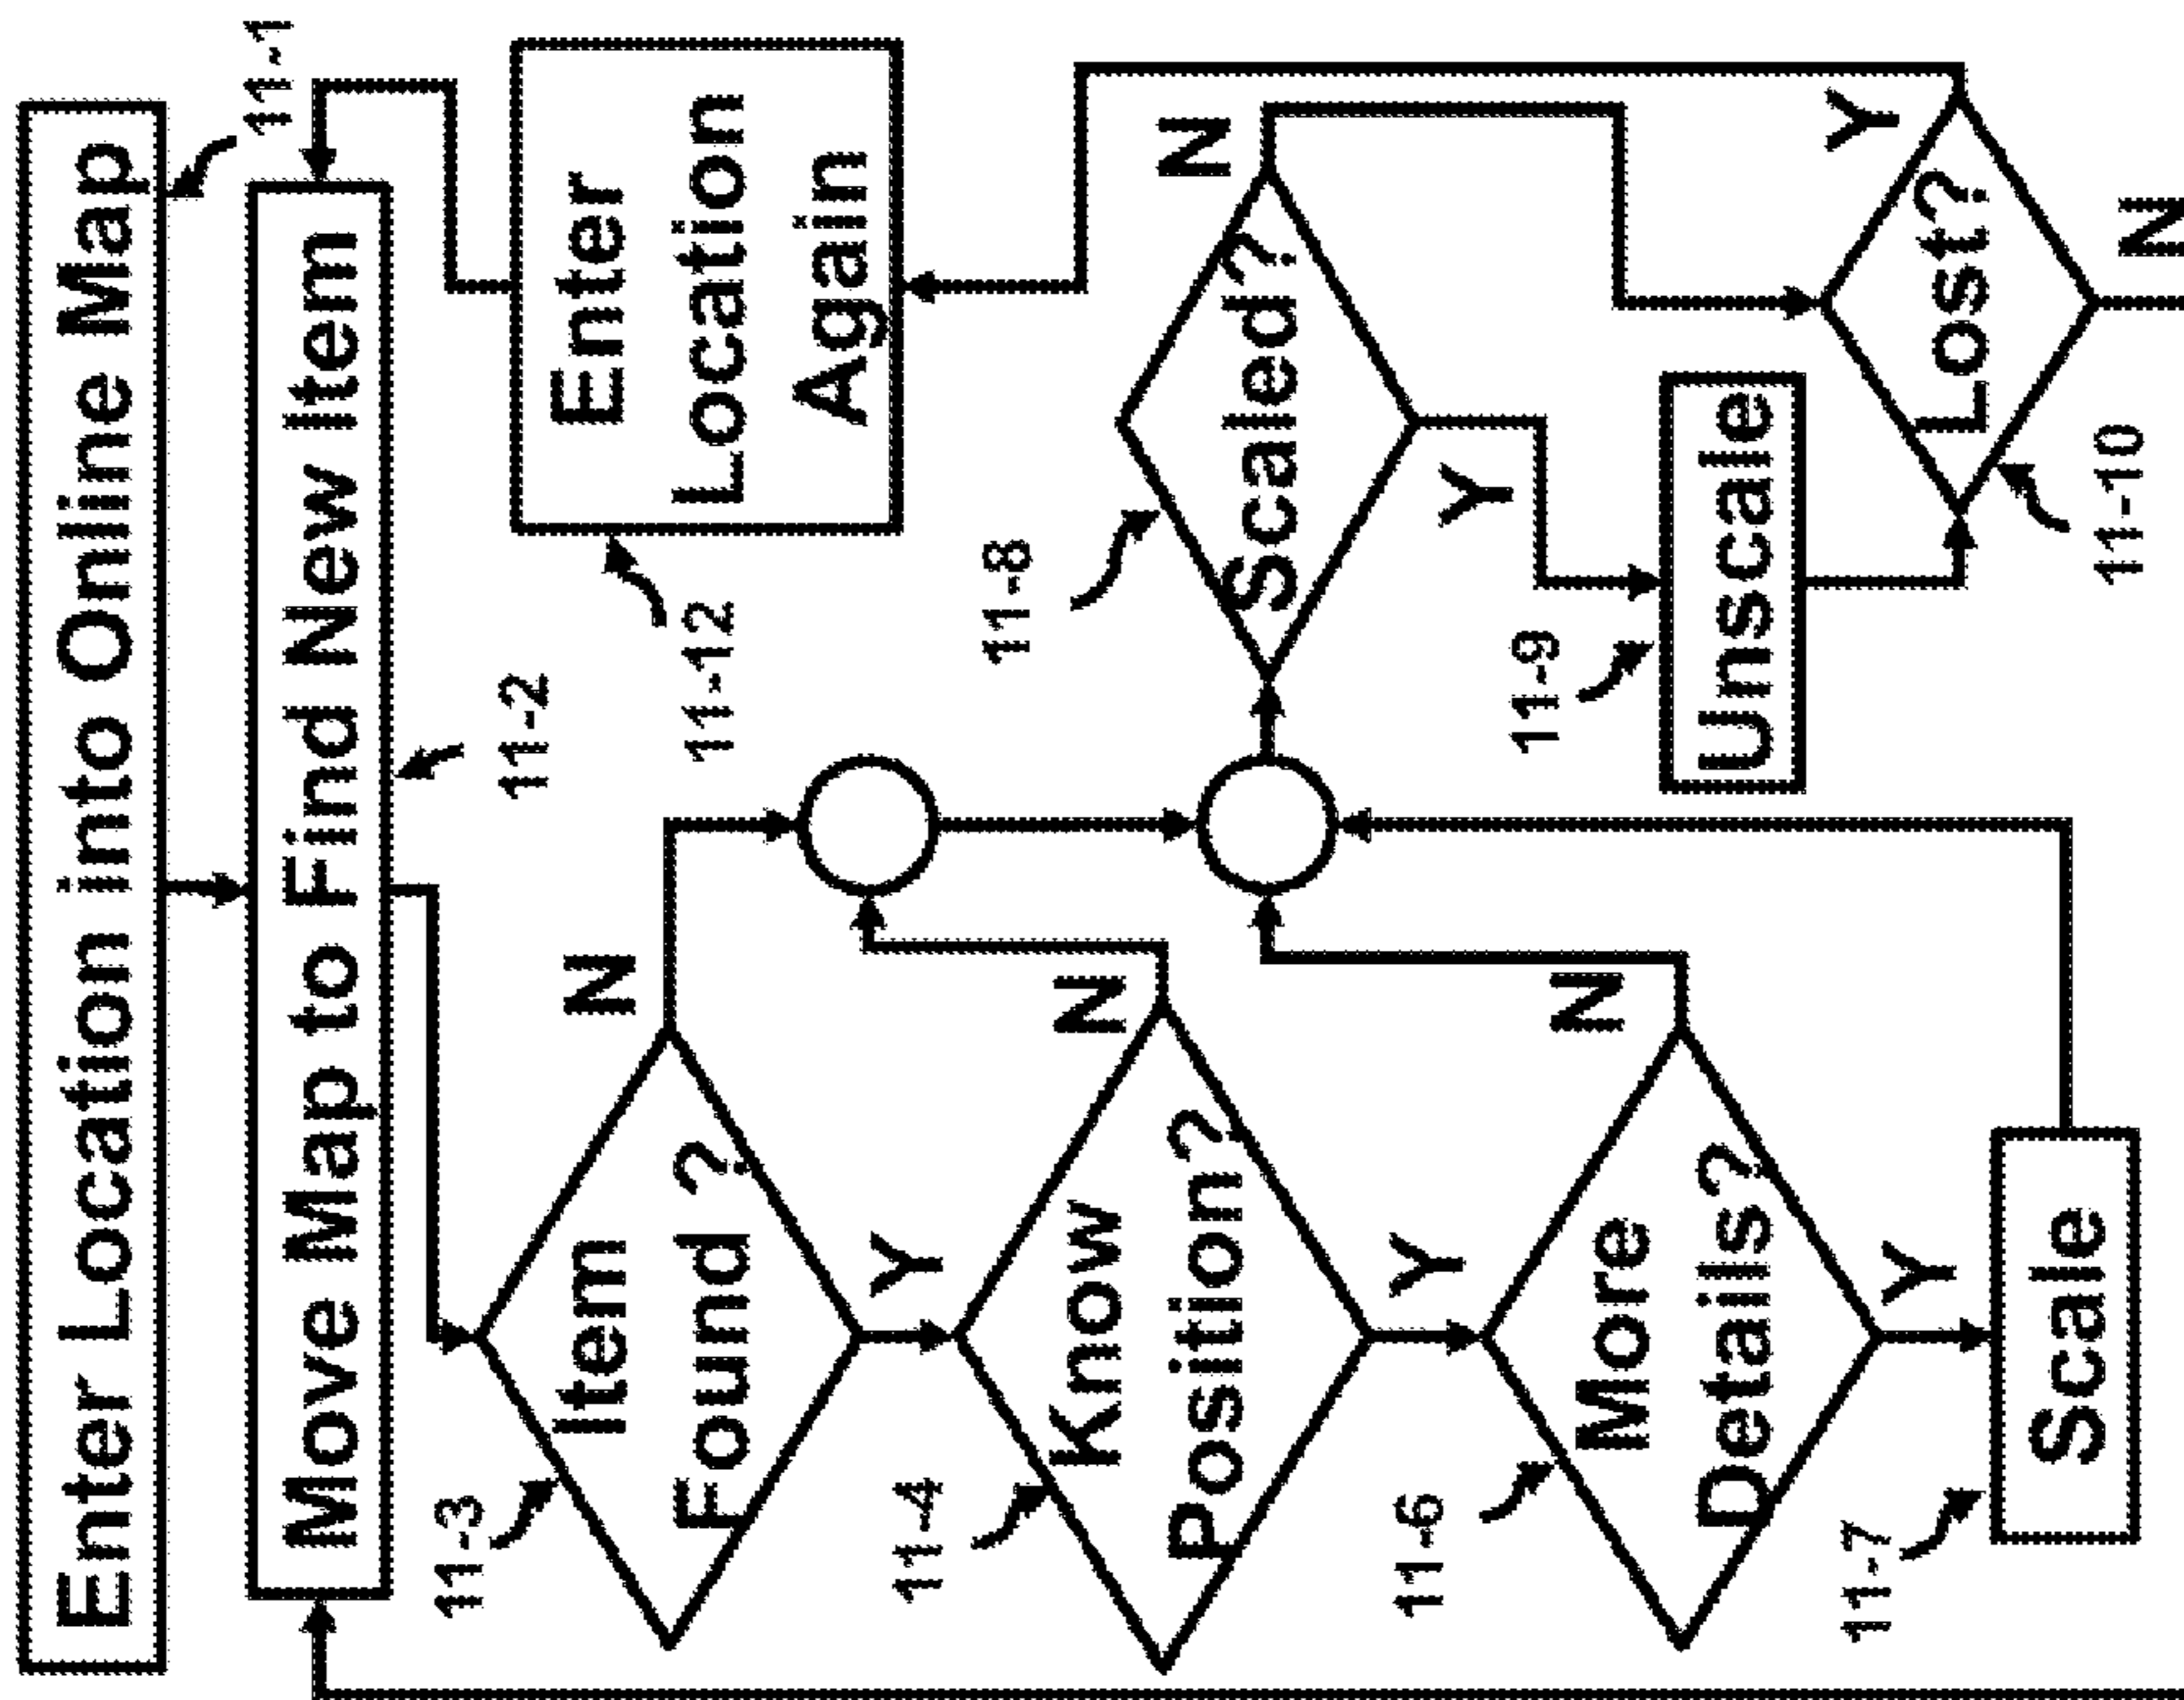 Enter Location into Online Map
11-1
Move Map to Find New Item
11-2
11-3
Item
Found ?
N
Y
11-4
Know
Position?
N
Y
11-6
More
Details?
N
Y
11-7
Scale
11-12
Enter
Location
Again
11-8
Scaled?
N
Y
11-9
Unscale
Lost?
Y
N
11-10